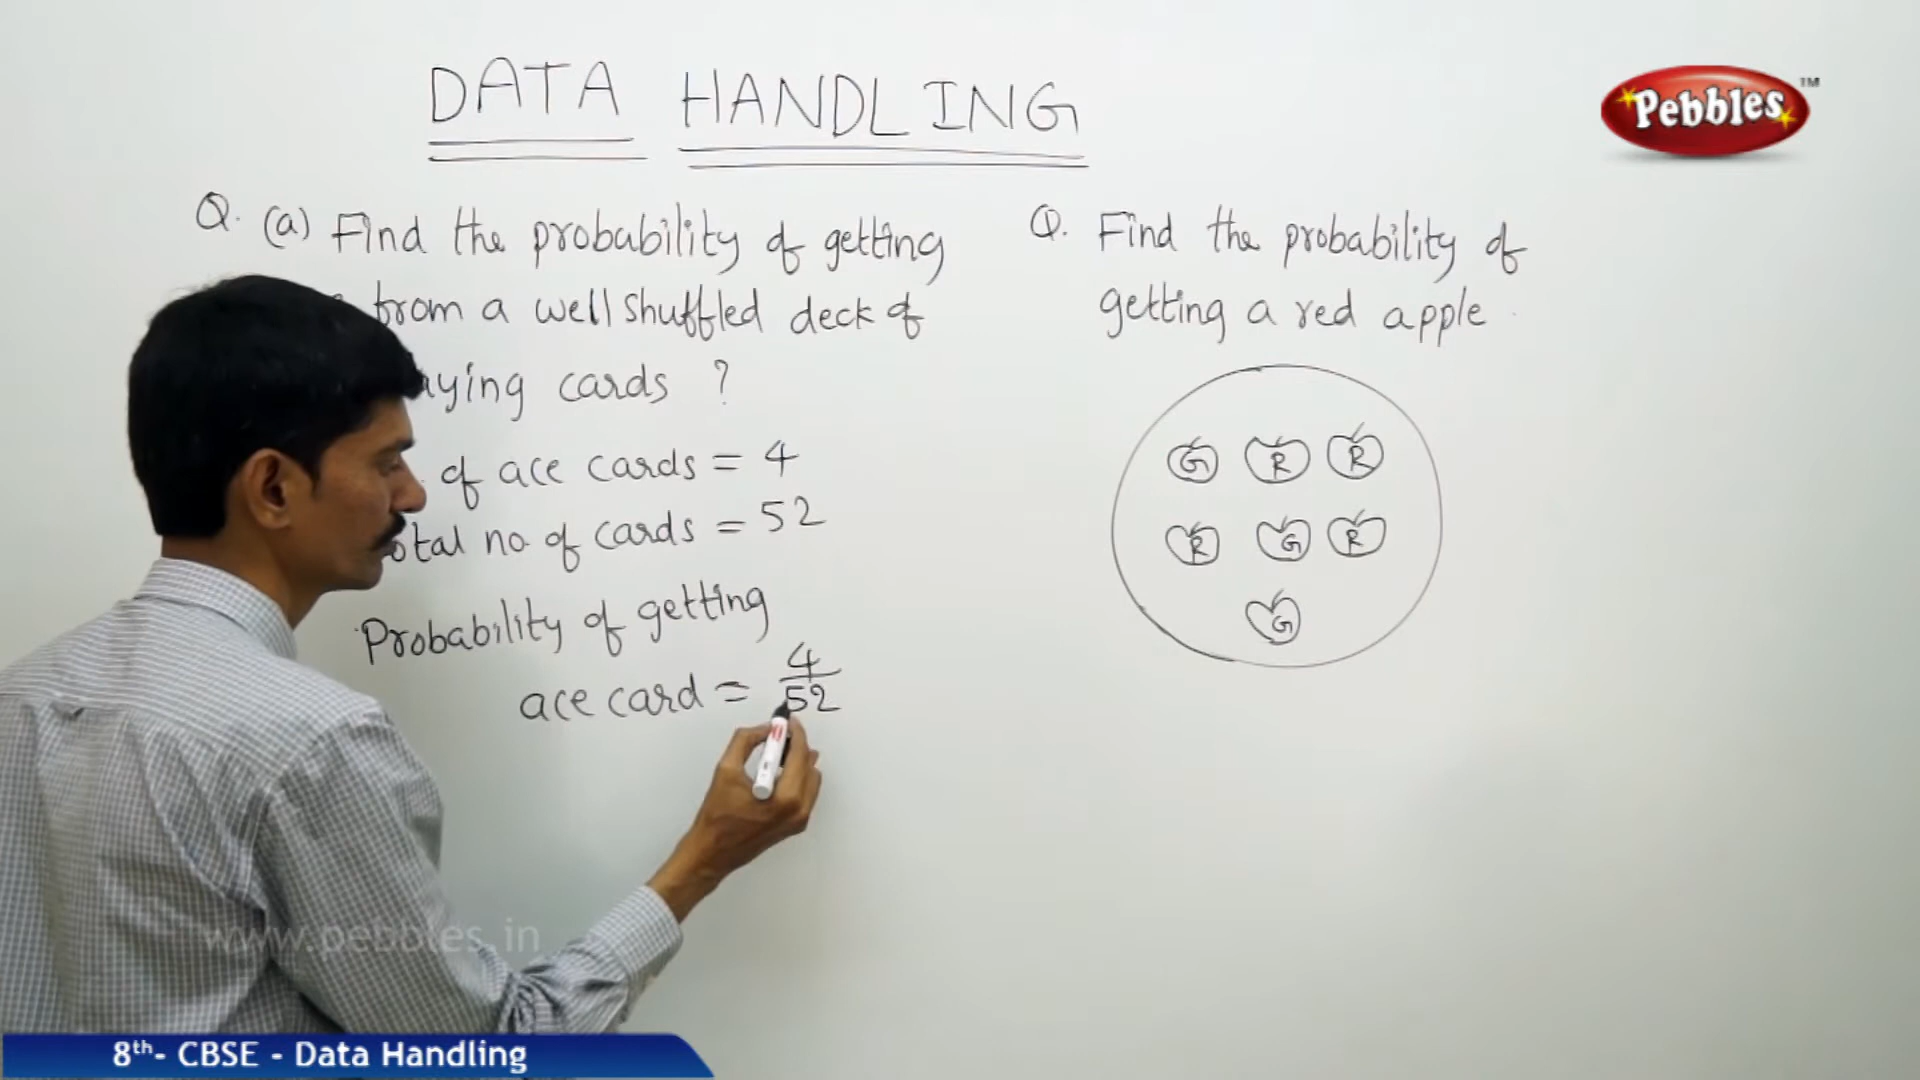 DATA HANDLING
Pebbles™
Q. (a) Find the probability of getting
from a well shuffled deck of
aying cards ?
of ace cards = 4
otal no. of cards = 52
Probability of getting
ace card = 4/52
Q. Find the probability of
getting a red apple.
G R R
R G R
G
www.pebbles.in
8th- CBSE - Data Handling